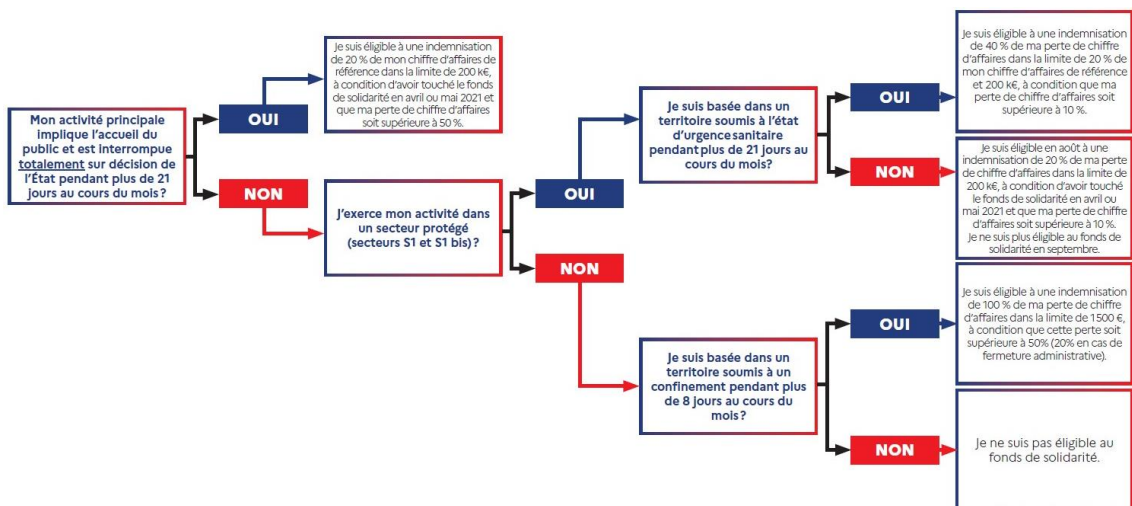 Mon activité principale
implique l'accueil du
public et est interrompue
totalement sur décision de
l'État pendant plus de 21
jours au cours du mois ?
OUI
Je suis éligible à une indemnisation
de 20 % de mon chiffre d'affaires de
référence dans la limite de 200 k€,
à condition d'avoir touché le fonds
de solidarité en avril ou mai 2021 et
que ma perte de chiffre d'affaires
soit supérieure à 50 %.
NON
J'exerce mon activité dans
un secteur protégé
(secteurs S1 et S1 bis) ?
OUI
Je suis basée dans un
territoire soumis à l'état
d'urgence sanitaire
pendant plus de 21 jours au
cours du mois ?
OUI
Je suis éligible à une indemnisation
de 40 % de ma perte de chiffre
d'affaires dans la limite de 20 % de
mon chiffre d'affaires de référence
et 200 k€, à condition que ma
perte de chiffre d'affaires soit
supérieure à 10 %.
NON
Je suis éligible en août à une
indemnisation de 20 % de ma perte
de chiffre d'affaires dans la limite de
200 k€, à condition d'avoir touché
le fonds de solidarité en avril ou
mai 2021 et que ma perte de chiffre
d'affaires soit supérieure à 10 %.
Je ne suis plus éligible au fonds de
solidarité en septembre.
NON
Je suis basée dans un
territoire soumis à un
confinement pendant plus
de 8 jours au cours du
mois ?
OUI
Je suis éligible à une indemnisation
de 100 % de ma perte de chiffre
d'affaires dans la limite de 1 500 €,
à condition que cette perte soit
supérieure à 50% (20% en cas de
fermeture administrative).
NON
Je ne suis pas éligible au
fonds de solidarité.